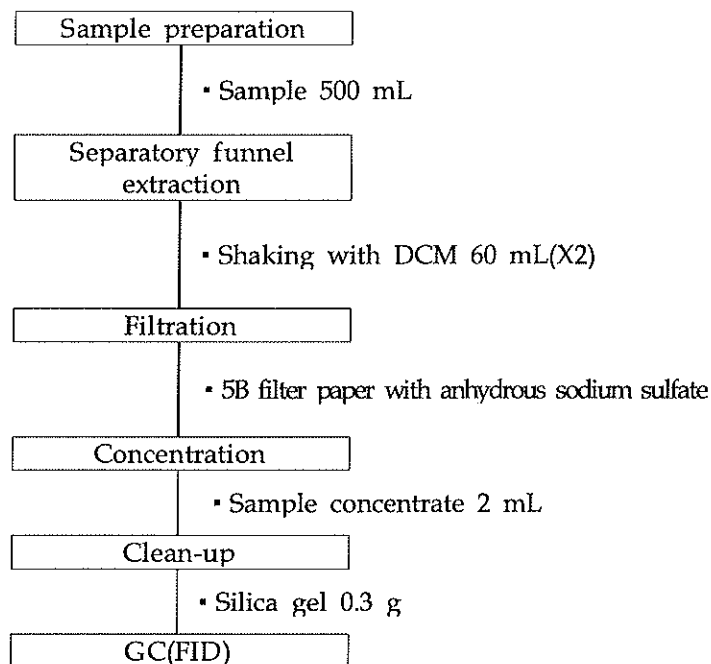 Sample preparation
▪ Sample 500 mL
Separatory funnel
extraction
▪ Shaking with DCM 60 mL(X2)
Filtration
▪ 5B filter paper with anhydrous sodium sulfate
Concentration
▪ Sample concentrate 2 mL
Clean-up
▪ Silica gel 0.3 g
GC(FID)